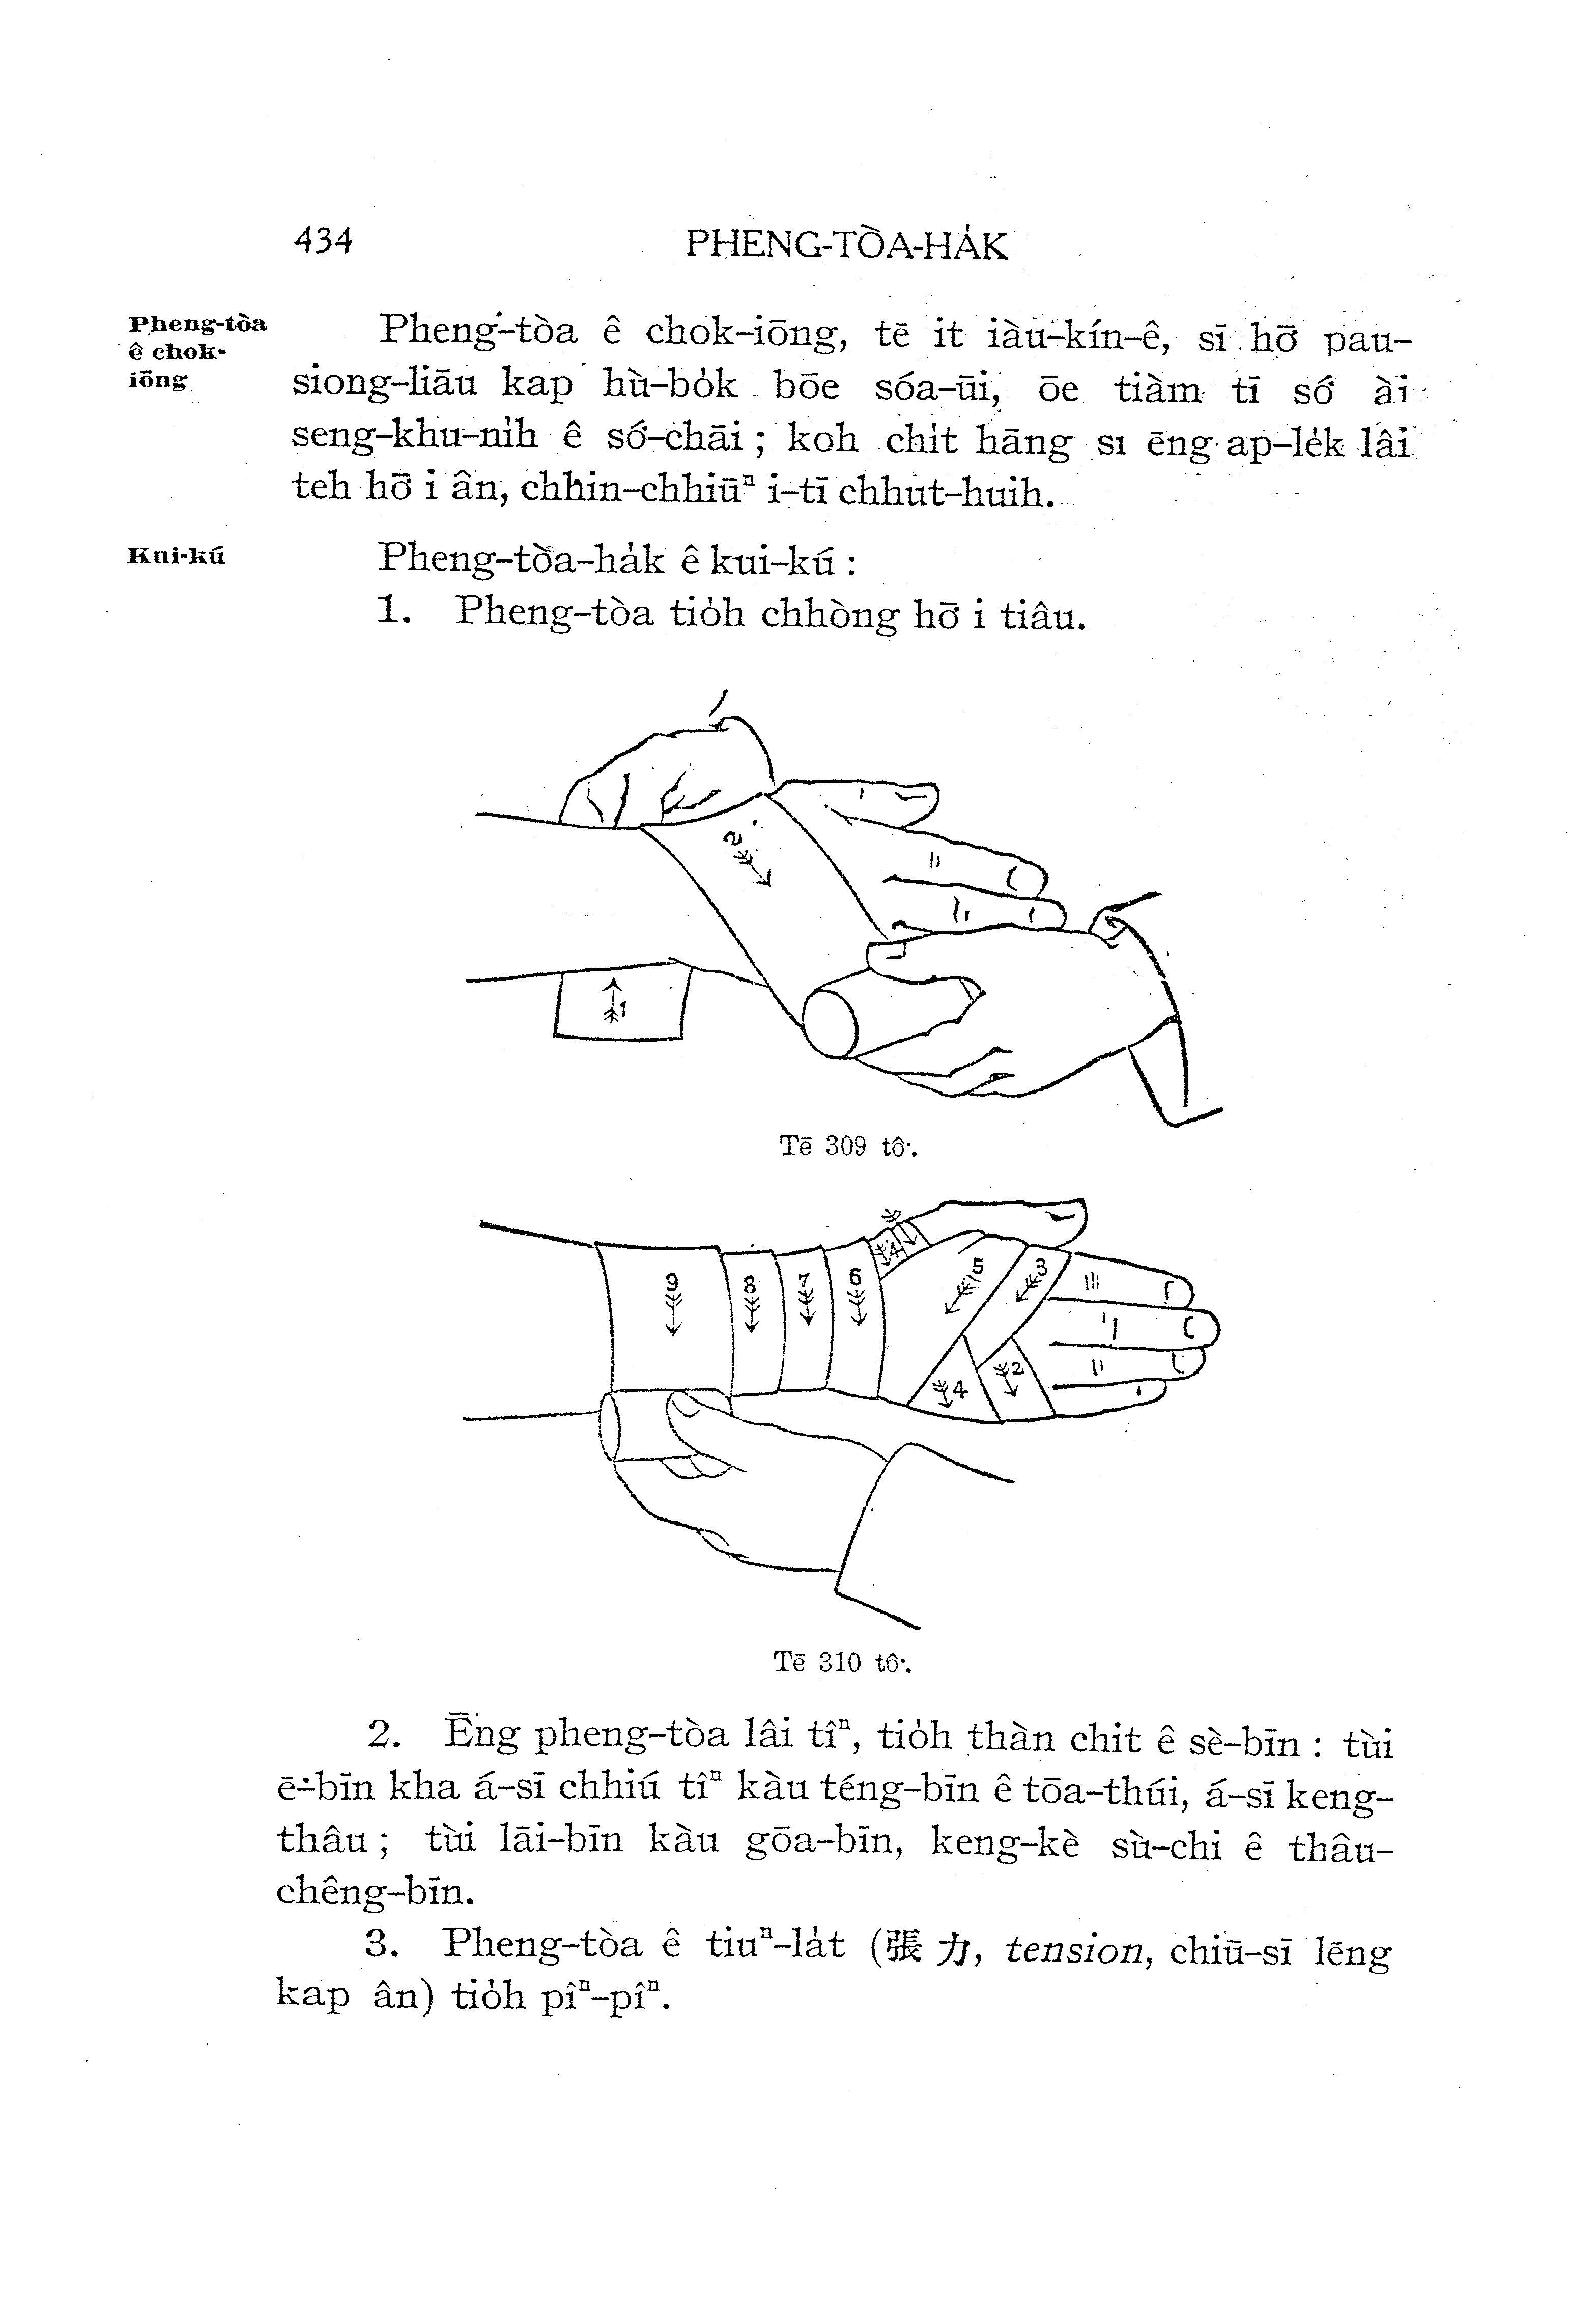 434
PHENG-TÒA-HA̍K
Pheng-tòa
ê chok-
iōng
Pheng-tòa ê chok-iōng, tē it iàu-kín-ê, sī hō͘ pau-
siong-liāu kap hù-bo̍k bōe sóa-ūi, ōe tiàm tī só͘ ài
seng-khu-ni̍h ê só͘-chāi; koh chi̍t hāng sı ēng ap-le̍k lâi
teh hō͘ i ân, chhin-chhiūⁿ i-tī chhut-huih.
Kui-kú
Pheng-tòa-ha̍k ê kui-kú:
1. Pheng-tòa tio̍h chhòng hō͘ i tiâu.
2
1
Tē 309 tô͘.
9 8 7 6 4 5 3
4 2
Tē 310 tô͘.
2. Ēng pheng-tòa lâi tîⁿ, tio̍h thàn chit ê sè-bīn: tùi
ē-bīn kha á-sī chhiú tîⁿ kàu téng-bīn ê tōa-thúi, á-sī keng-
thâu; tùi lāi-bīn kàu gōa-bīn, keng-kè sù-chi ê thâu-
chêng-bīn.
3. Pheng-tòa ê tiuⁿ-la̍t (張力, tension, chiū-sī lēng
kap ân) tio̍h pîⁿ-pîⁿ.